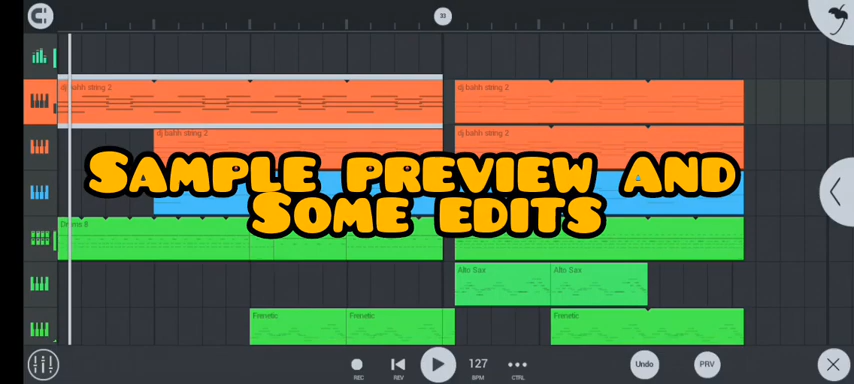 33
dj bahh string 2
dj bahh string 2
dj bahh string 2
dj bahh string 2
Sample preview and
Some edits
Drums 8
Alto Sax
Alto Sax
Frenetic
Frenetic
Frenetic
REC
REV
127
BPM
CTRL
Undo
PRV